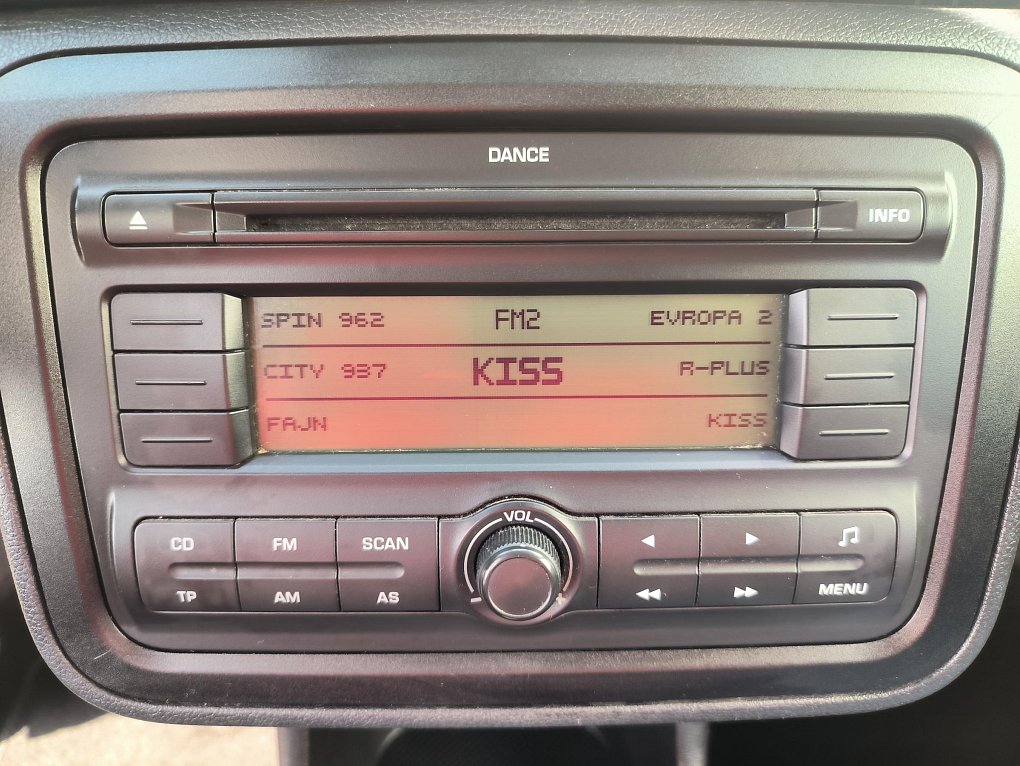 DANCE
INFO
SPIN 962 FM2 EVROPA 2
CITY 937 KISS R-PLUS
FAJN KISS
VOL
CD FM SCAN
TP AM AS MENU